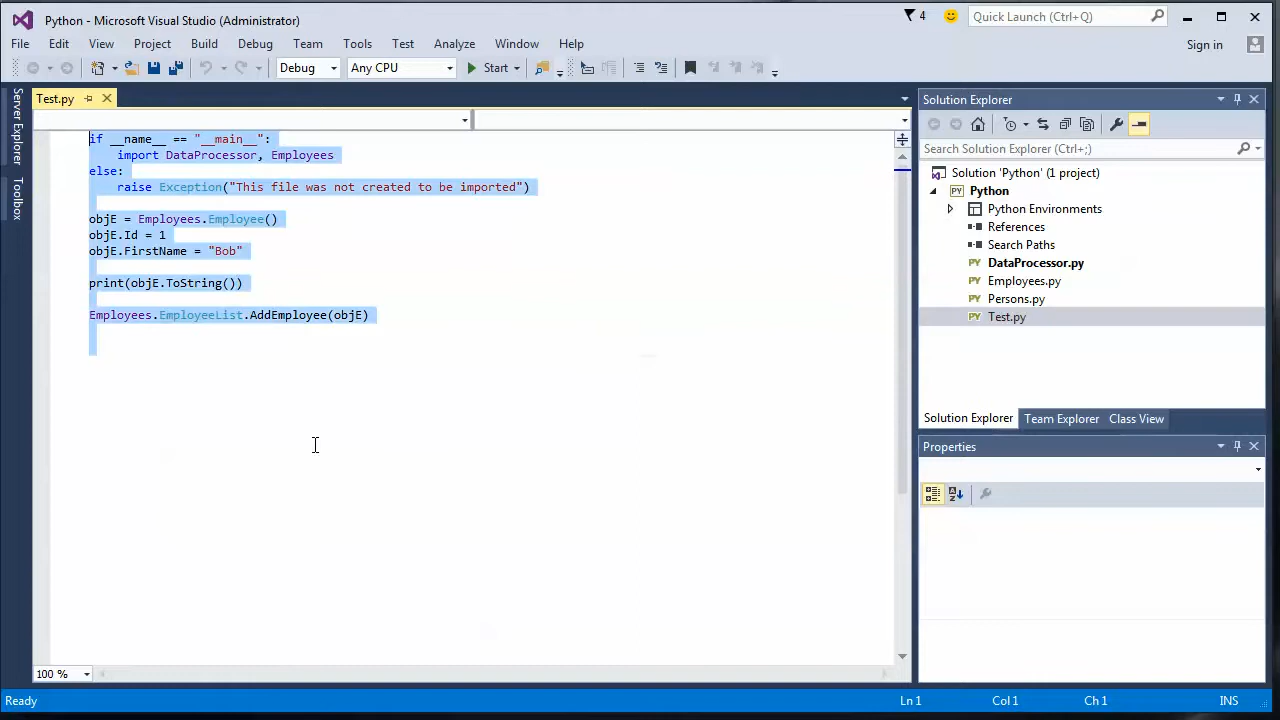 Python - Microsoft Visual Studio (Administrator)
4
Quick Launch (Ctrl+Q)
File Edit View Project Build Debug Team Tools Test Analyze Window Help
Sign in
Debug Any CPU Start
Server Explorer
Toolbox
Test.py
if __name__ == "__main__":
    import DataProcessor, Employees
else:
    raise Exception("This file was not created to be imported")
objE = Employees.Employee()
objE.Id = 1
objE.FirstName = "Bob"
print(objE.ToString())
Employees.EmployeeList.AddEmployee(objE)
100 %
Solution Explorer
Search Solution Explorer (Ctrl+;)
Solution 'Python' (1 project)
PY Python
Python Environments
References
Search Paths
PY DataProcessor.py
PY Employees.py
PY Persons.py
PY Test.py
Solution Explorer Team Explorer Class View
Properties
Ready Ln 1 Col 1 Ch 1 INS